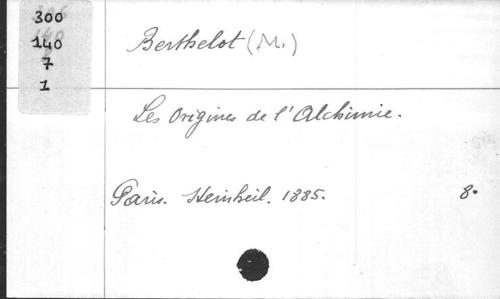 300
140
7
1
Berthelot (M.)
Les Origines de l'Alchimie.
Paris. Steinheil. 1885. 8°